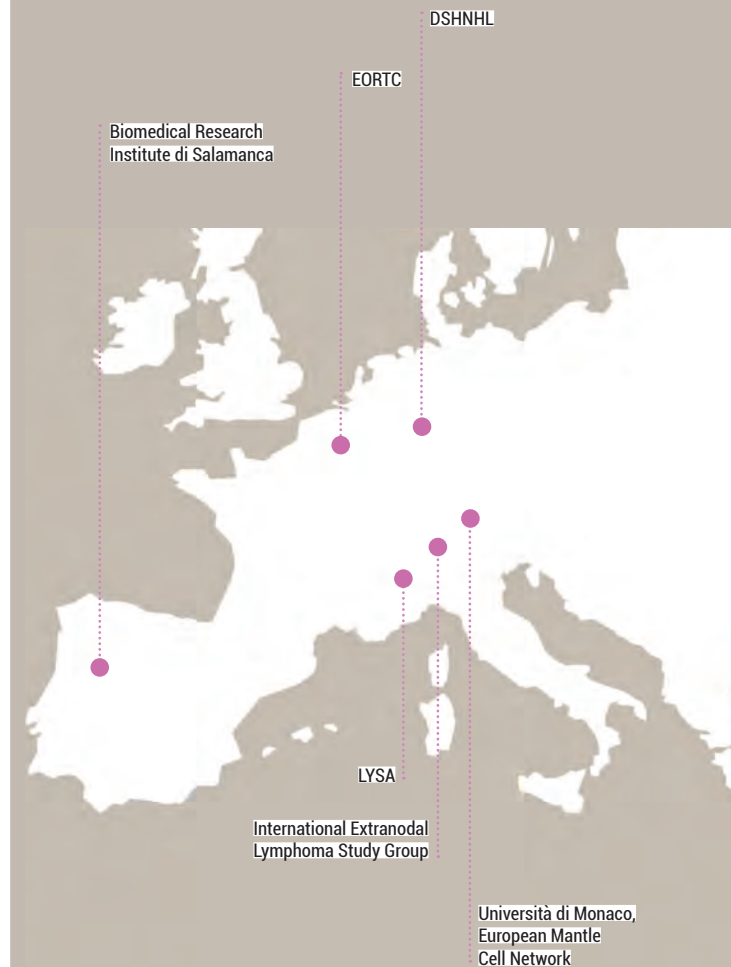 DSHNHL
EORTC
Biomedical Research
Institute di Salamanca
LYSA
International Extranodal
Lymphoma Study Group
Università di Monaco,
European Mantle
Cell Network